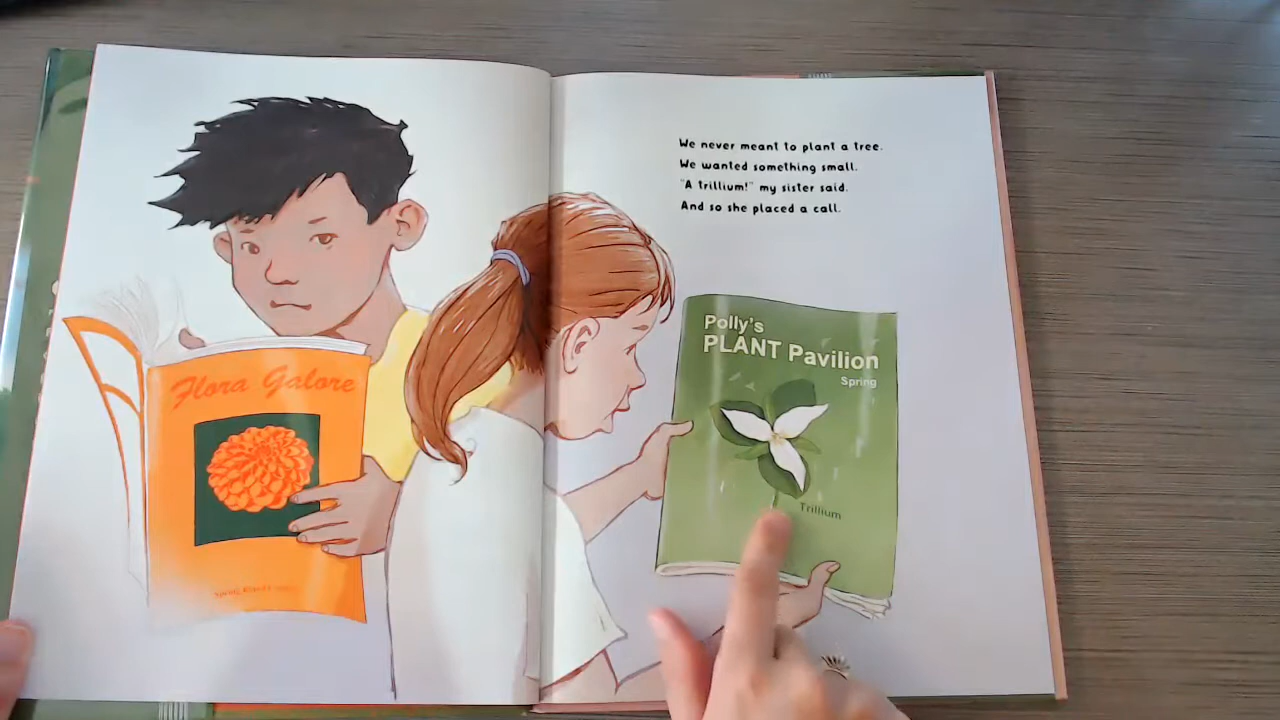 We never meant to plant a tree.
We wanted something small.
"A trillium!" my sister said.
And so she placed a call.
Flora Galore
Polly's
PLANT Pavilion
Spring
Trillium